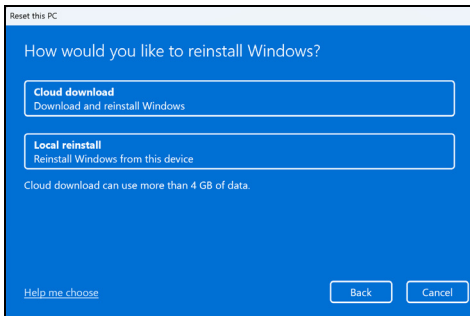 Reset this PC
How would you like to reinstall Windows?
Cloud download
Download and reinstall Windows
Local reinstall
Reinstall Windows from this device
Cloud download can use more than 4 GB of data.
Help me choose
Back
Cancel